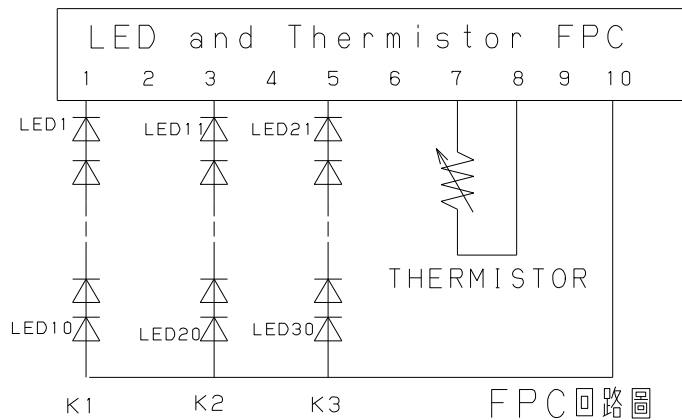 LED and Thermistor FPC
1 2 3 4 5 6 7 8 9 10
LED1 LED11 LED21
THERMISTOR
LED10 LED20 LED30
K1 K2 K3 FPC回路圖